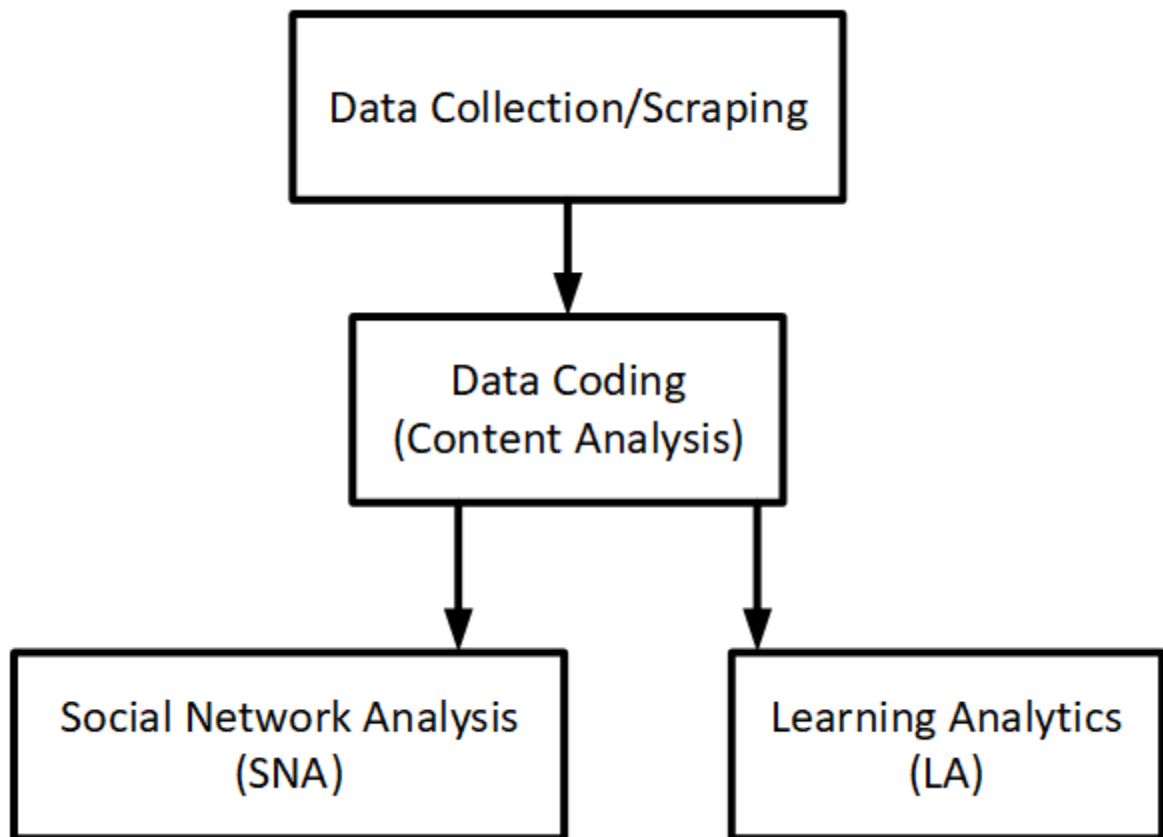 Data Collection/Scraping
Data Coding
(Content Analysis)
Social Network Analysis
(SNA)
Learning Analytics
(LA)